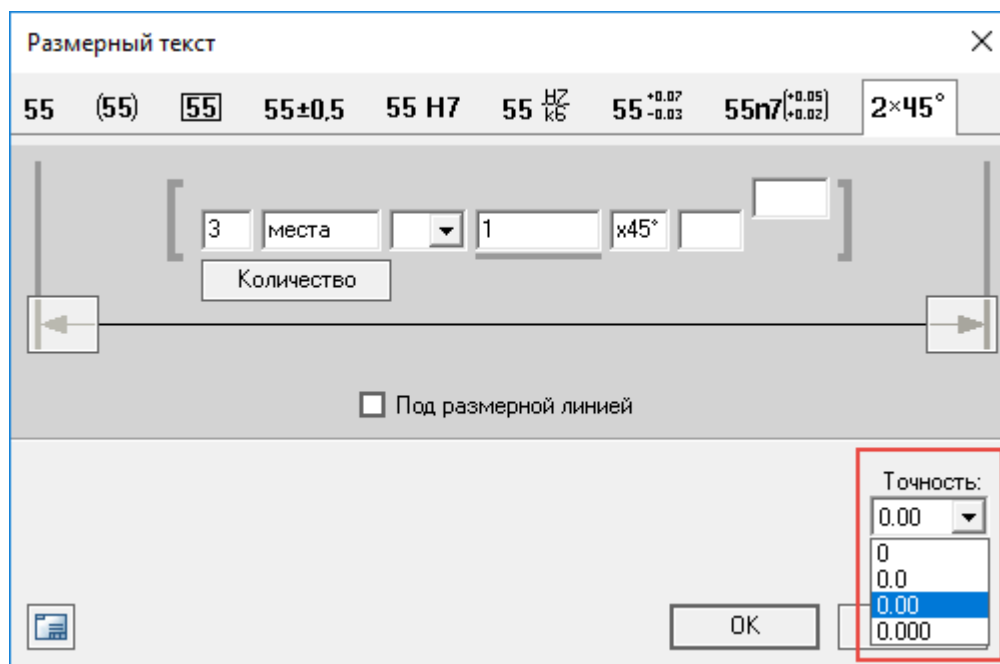 Размерный текст
55 (55) 55 55±0,5 55 H7 55 H7 k6 55 +0.07 -0.03 55n7(+0.05 +0.02) 2×45°
3 места 1 x45°
Количество
Под размерной линией
Точность:
0.00
0
0.0
0.00
0.000
OK